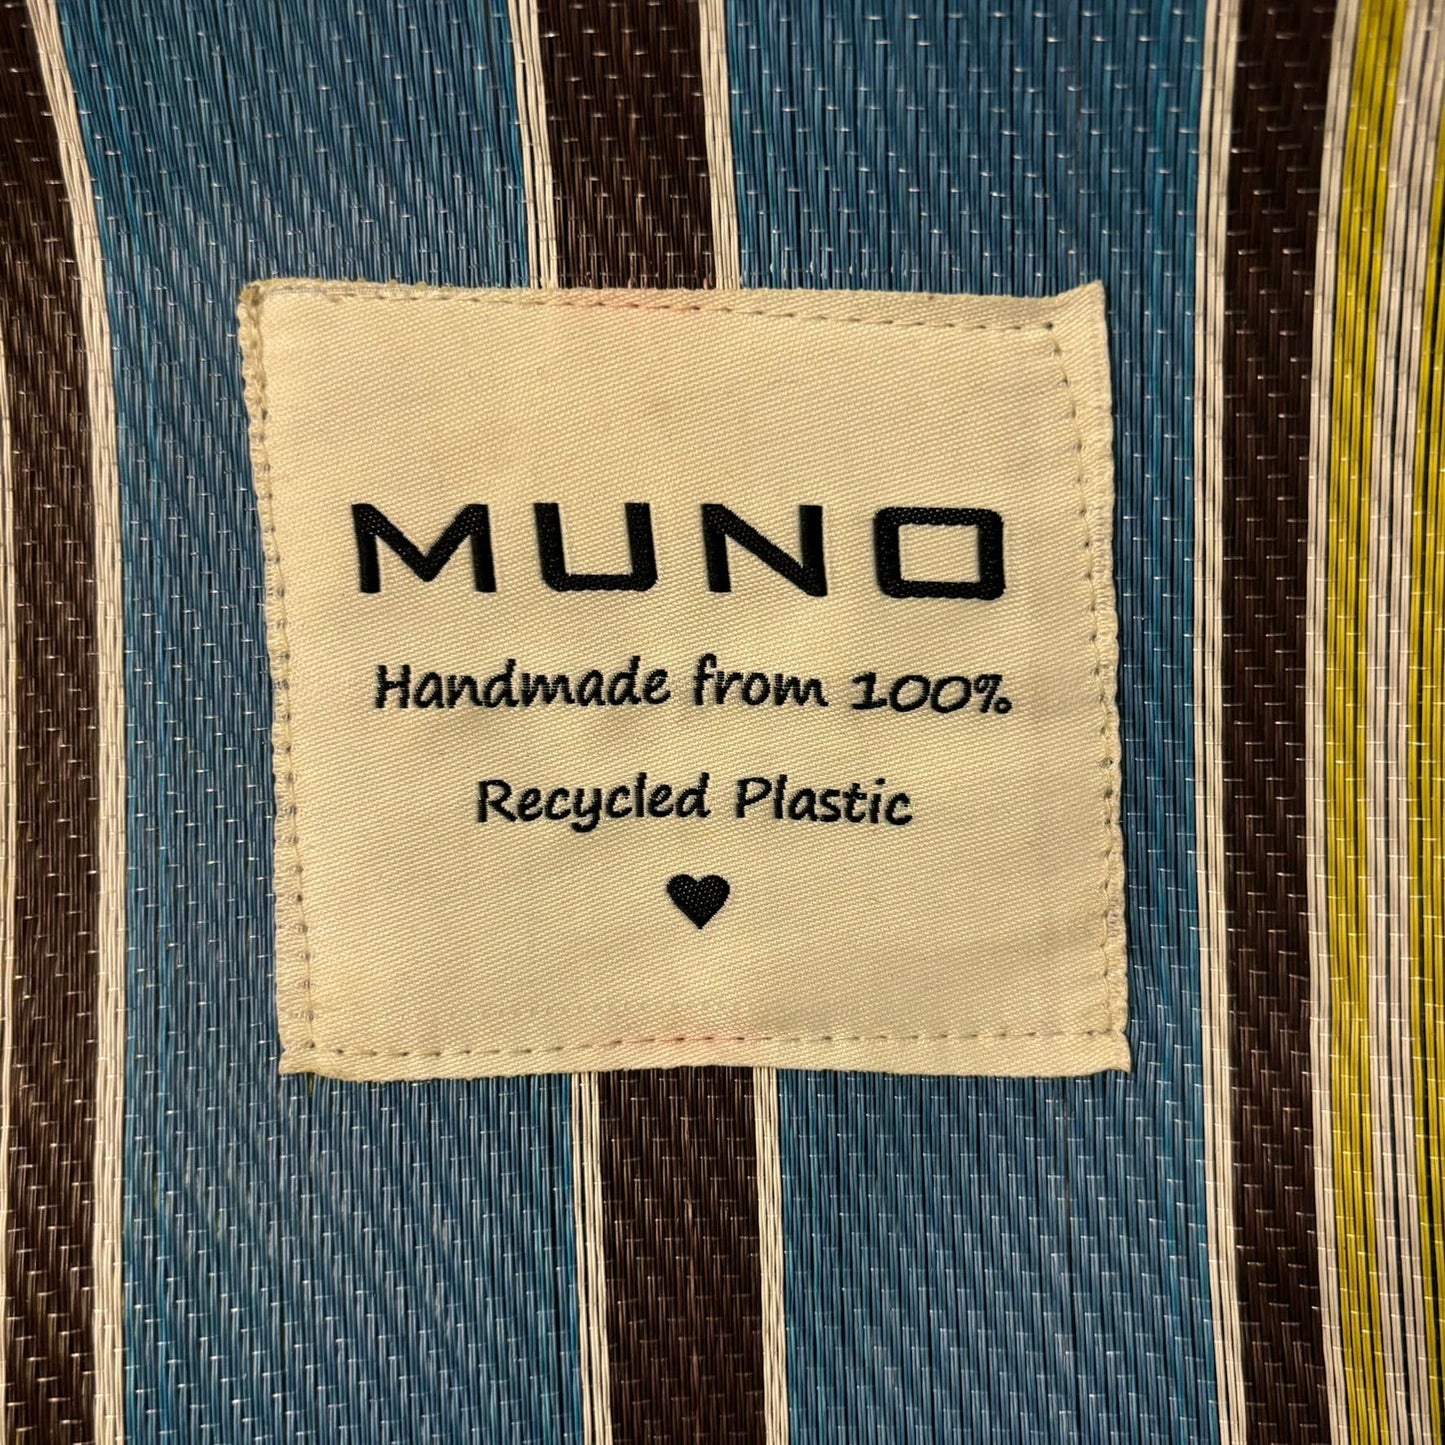 MUNO
Handmade from 100%
Recycled Plastic